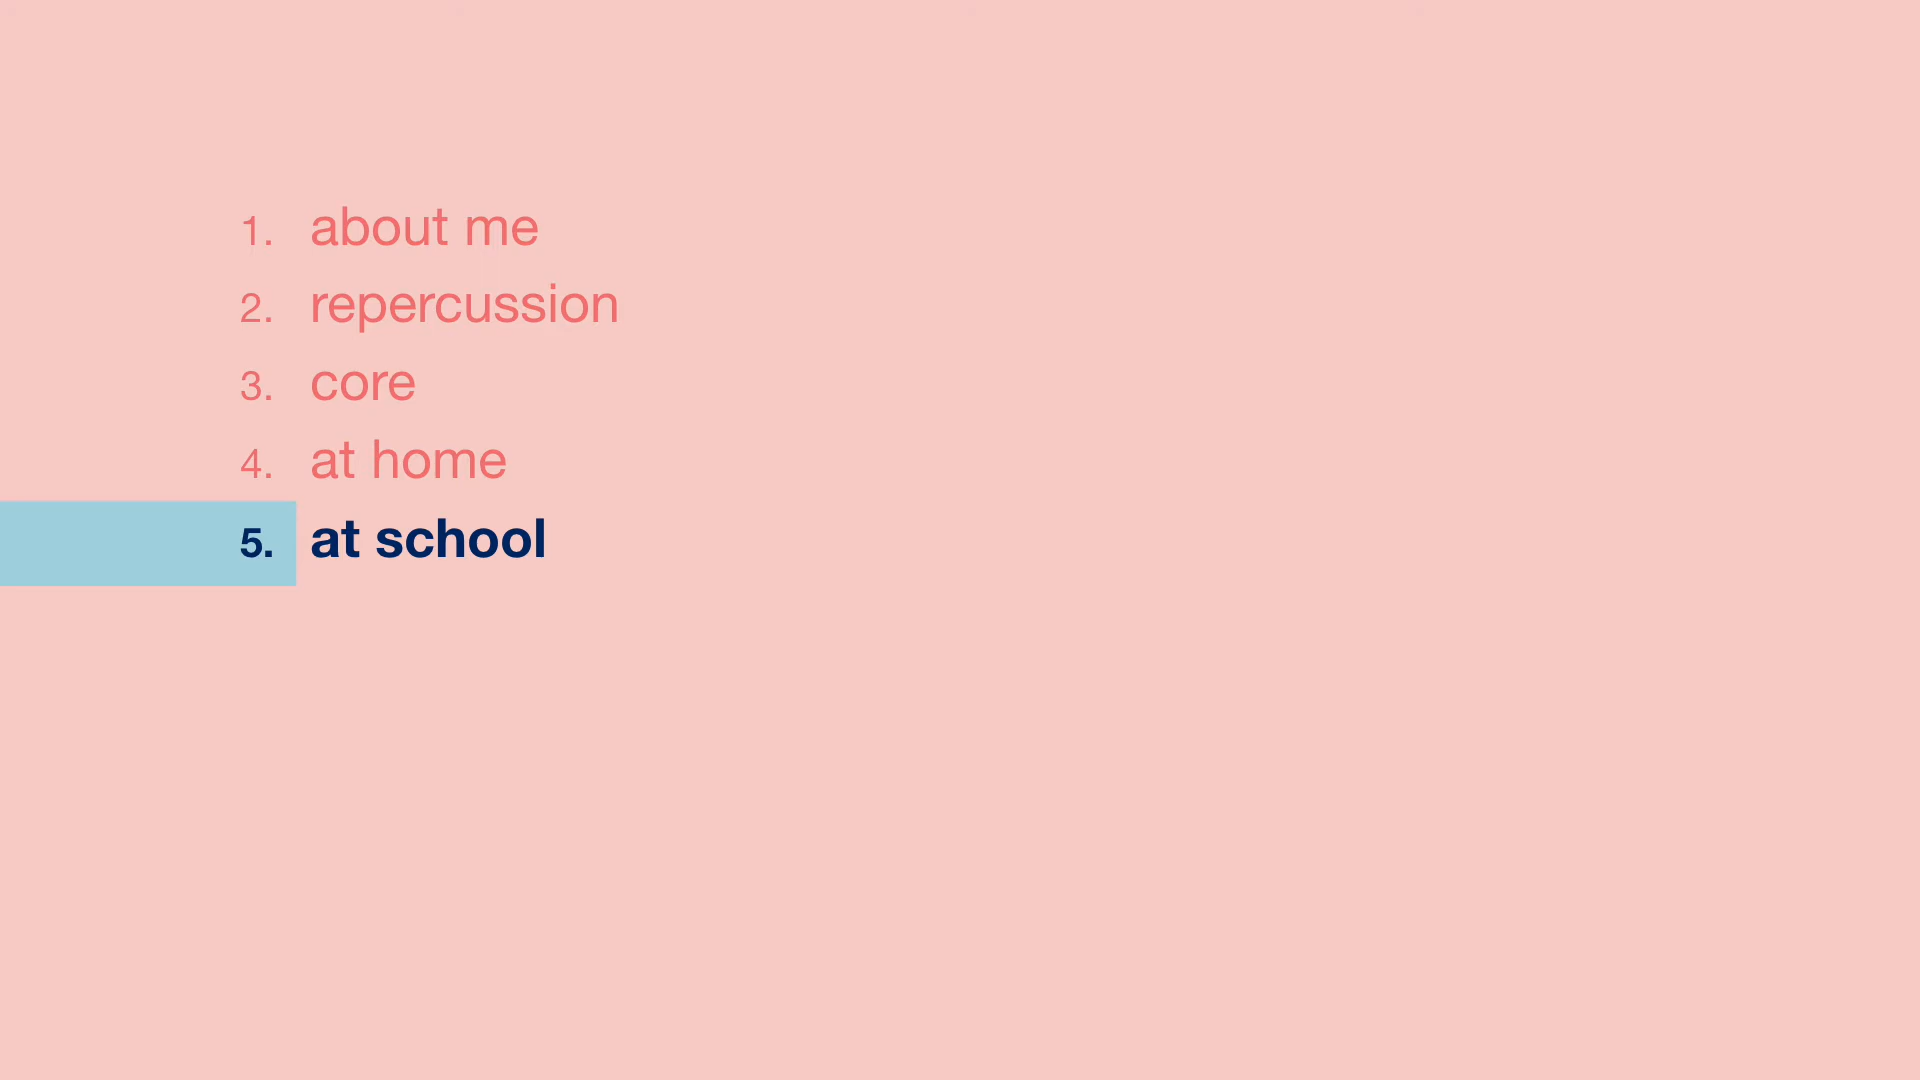 1. about me
2. repercussion
3. core
4. at home
5. at school